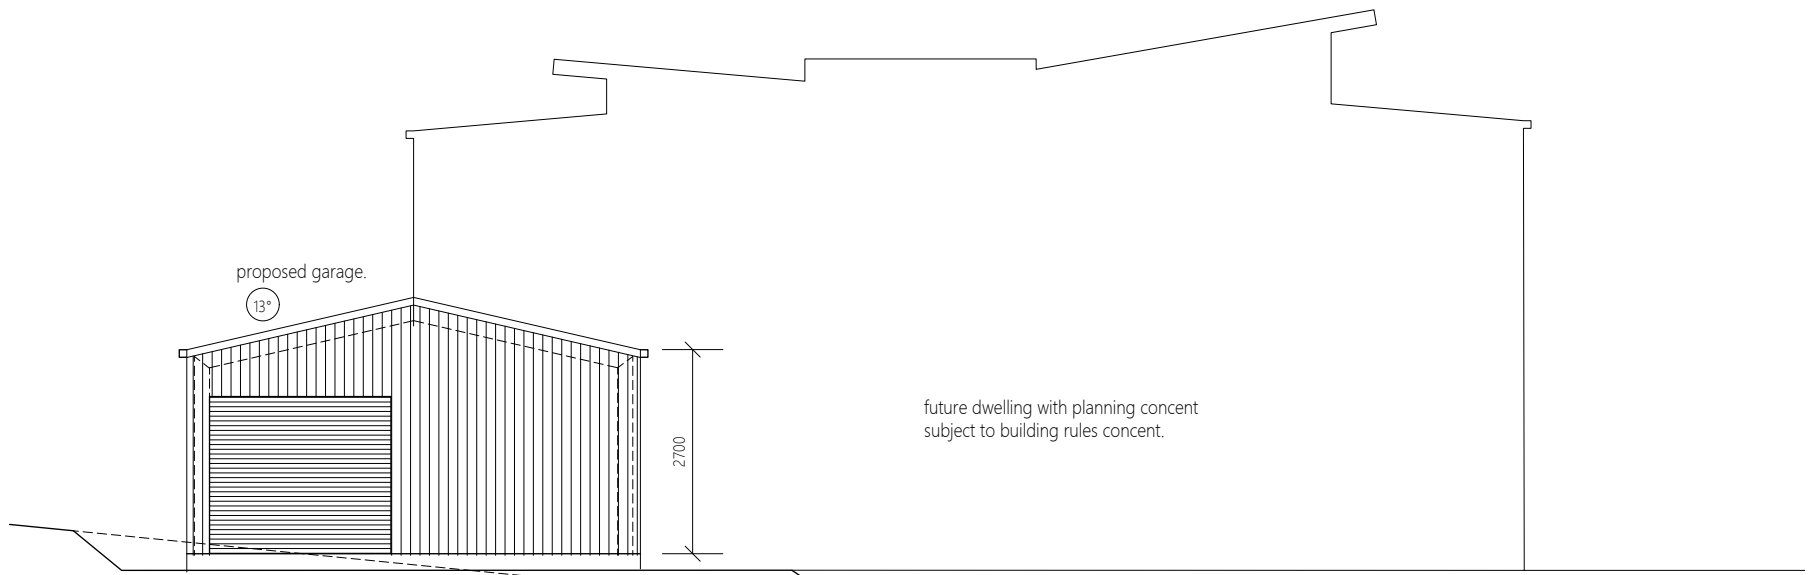 proposed garage.
13°
future dwelling with planning concent
subject to building rules concent.
2700